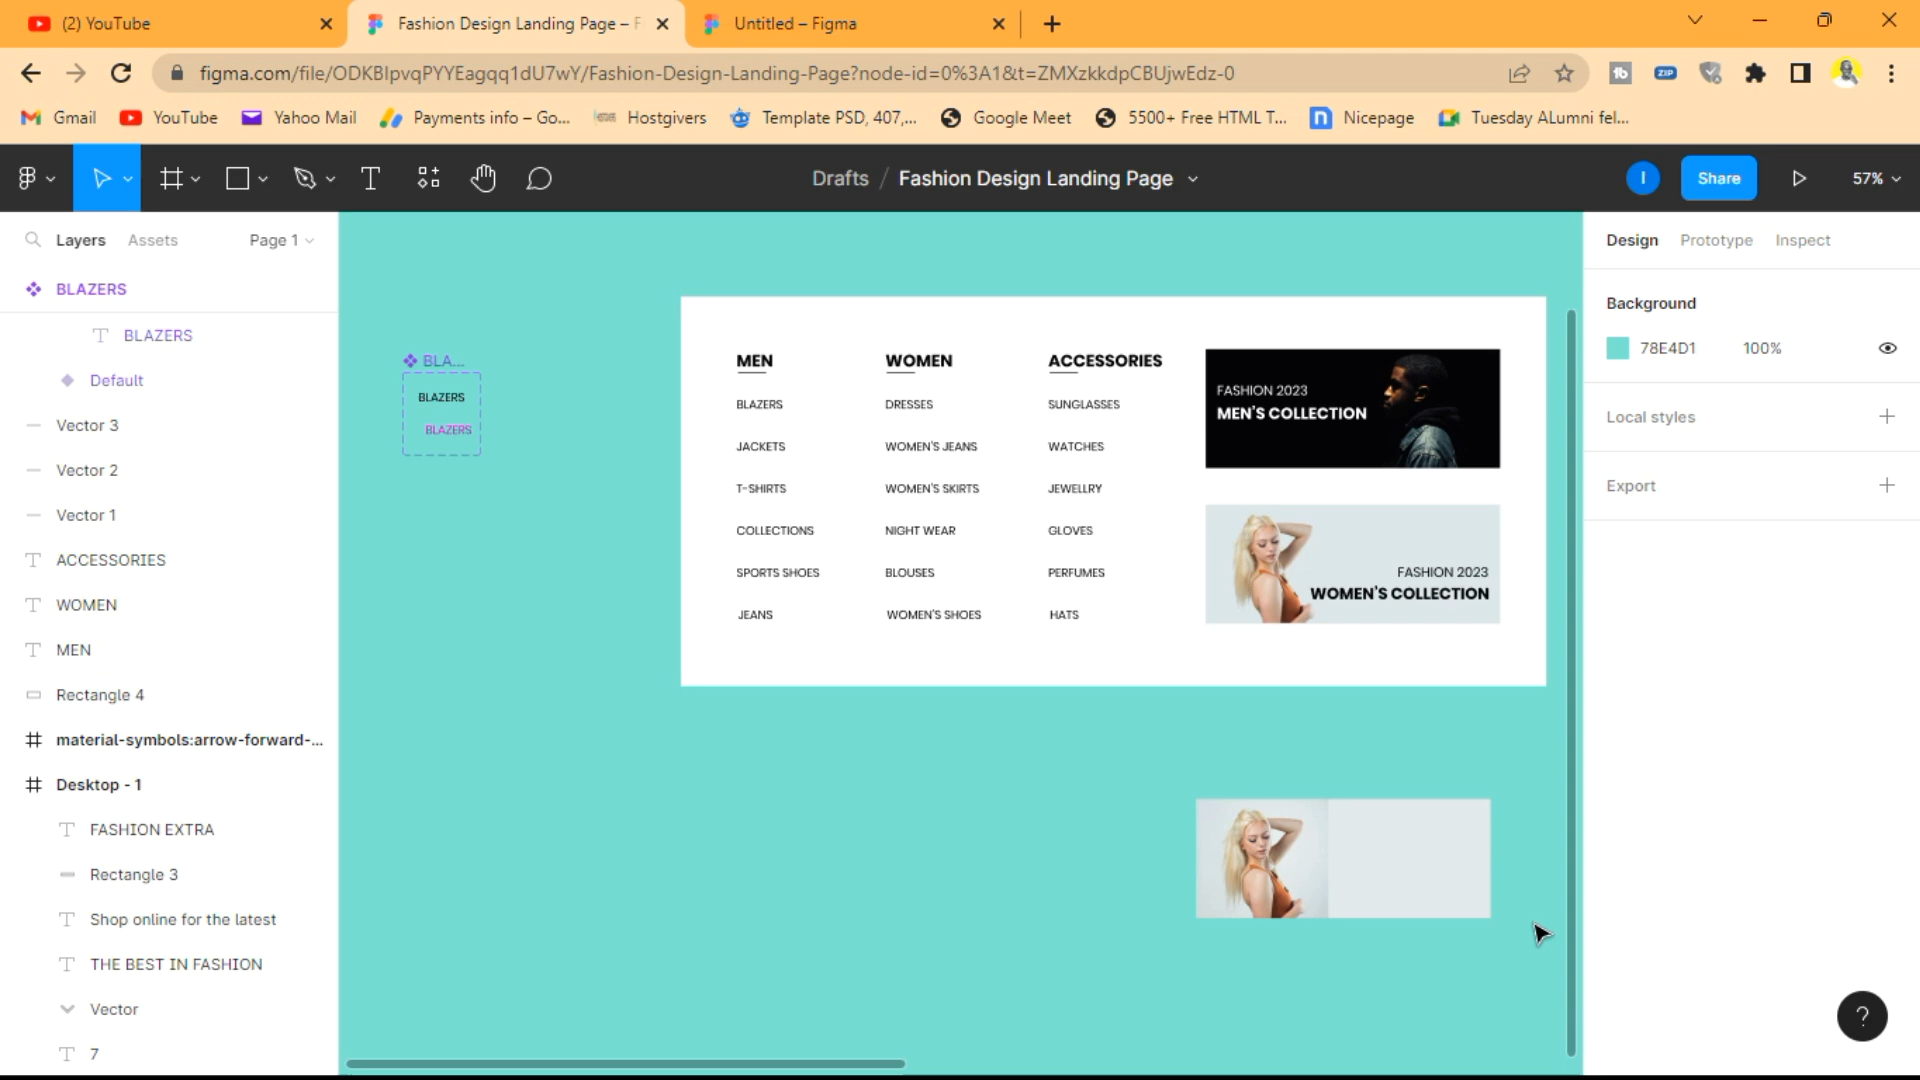 (2) YouTube
Fashion Design Landing Page – F
Untitled – Figma
figma.com/file/ODKBIpvqPYYEagqq1dU7wY/Fashion-Design-Landing-Page?node-id=0%3A1&t=ZMXzkkdpCBUjwEdz-0
tb
ZIP
Gmail
YouTube
Yahoo Mail
Payments info – Go...
Hostgivers
Template PSD, 407,...
Google Meet
5500+ Free HTML T...
Nicepage
Tuesday ALumni fel...
Drafts / Fashion Design Landing Page
I
Share
57%
Layers
Assets
Page 1
BLAZERS
BLAZERS
Default
Vector 3
Vector 2
Vector 1
ACCESSORIES
WOMEN
MEN
Rectangle 4
material-symbols:arrow-forward-...
Desktop - 1
FASHION EXTRA
Rectangle 3
Shop online for the latest
THE BEST IN FASHION
Vector
7
BLA...
BLAZERS
BLAZERS
MEN
BLAZERS
JACKETS
T-SHIRTS
COLLECTIONS
SPORTS SHOES
JEANS
WOMEN
DRESSES
WOMEN'S JEANS
WOMEN'S SKIRTS
NIGHT WEAR
BLOUSES
WOMEN'S SHOES
ACCESSORIES
SUNGLASSES
WATCHES
JEWELLRY
GLOVES
PERFUMES
HATS
FASHION 2023
MEN'S COLLECTION
FASHION 2023
WOMEN'S COLLECTION
Design
Prototype
Inspect
Background
78E4D1
100%
Local styles
Export
?